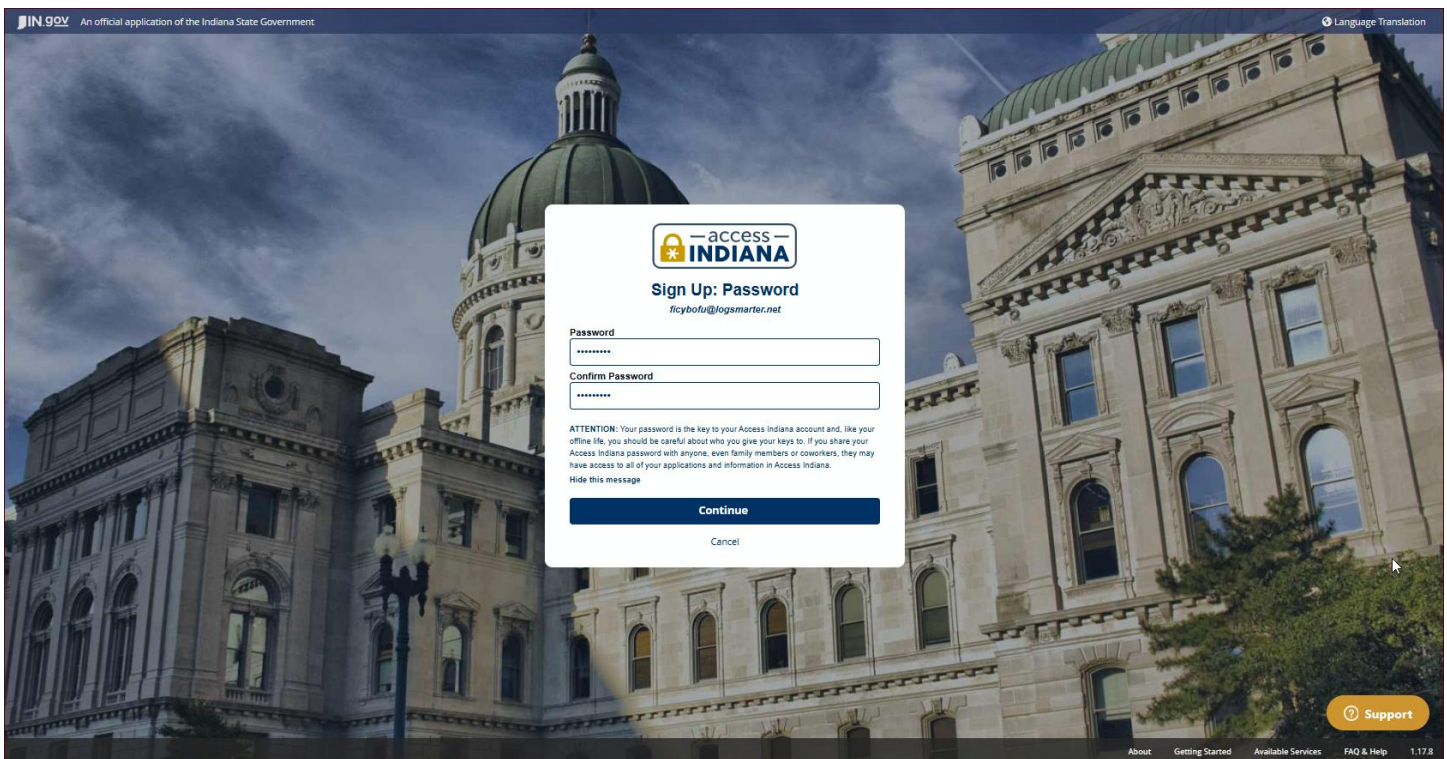 IN.gov An official application of the Indiana State Government
Language Translation
access
INDIANA
Sign Up: Password
ficybofu@logsmarter.net
Password
•••••••••
Confirm Password
•••••••••
ATTENTION: Your password is the key to your Access Indiana account and, like your
offline life, you should be careful about who you give your keys to. If you share your
Access Indiana password with anyone, even family members or coworkers, they may
have access to all of your applications and information in Access Indiana.
Hide this message
Continue
Cancel
Support
About Getting Started Available Services FAQ & Help 1.17.8